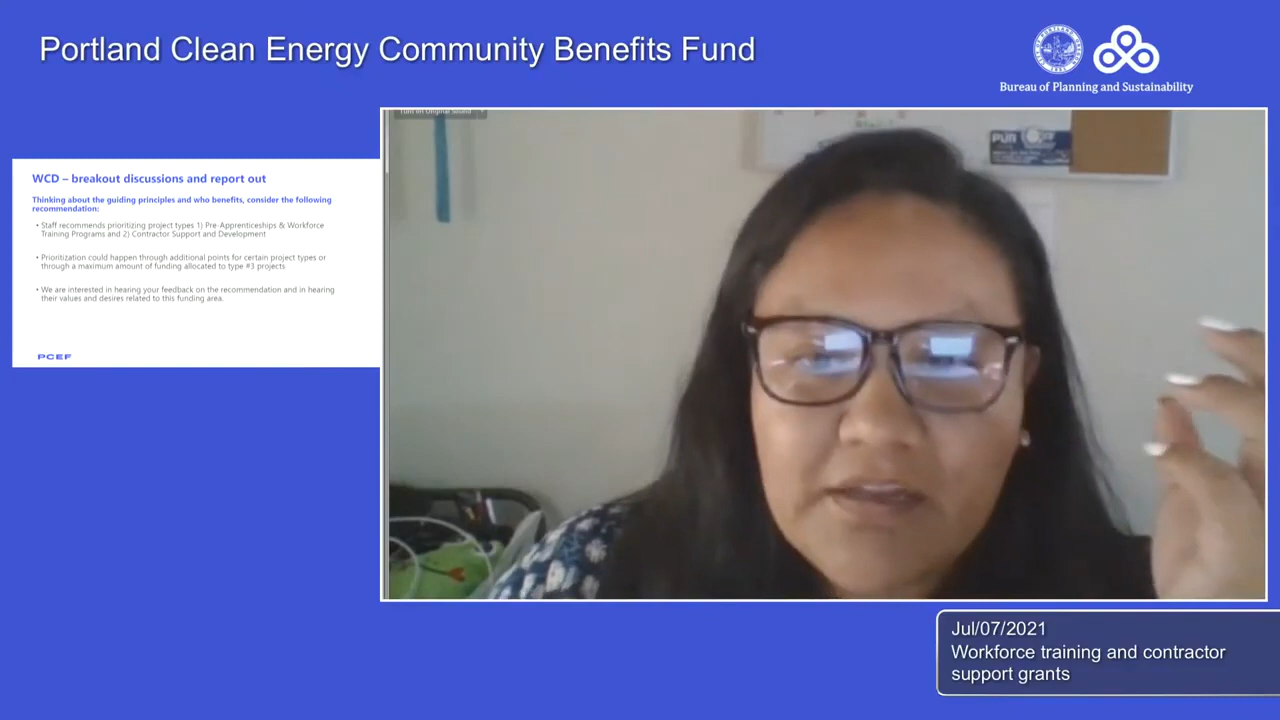 Portland Clean Energy Community Benefits Fund
Bureau of Planning and Sustainability
Turn on Original Sound
WCD – breakout discussions and report out
Thinking about the guiding principles and who benefits, consider the following
recommendation:
• Staff recommends prioritizing project types 1) Pre-Apprenticeships & Workforce
Training Programs and 2) Contractor Support and Development
• Prioritization could happen through additional points for certain project types or
through a maximum amount of funding allocated to type #3 projects
• We are interested in hearing your feedback on the recommendation and in hearing
their values and desires related to this funding area.
PCEF
Jul/07/2021
Workforce training and contractor
support grants